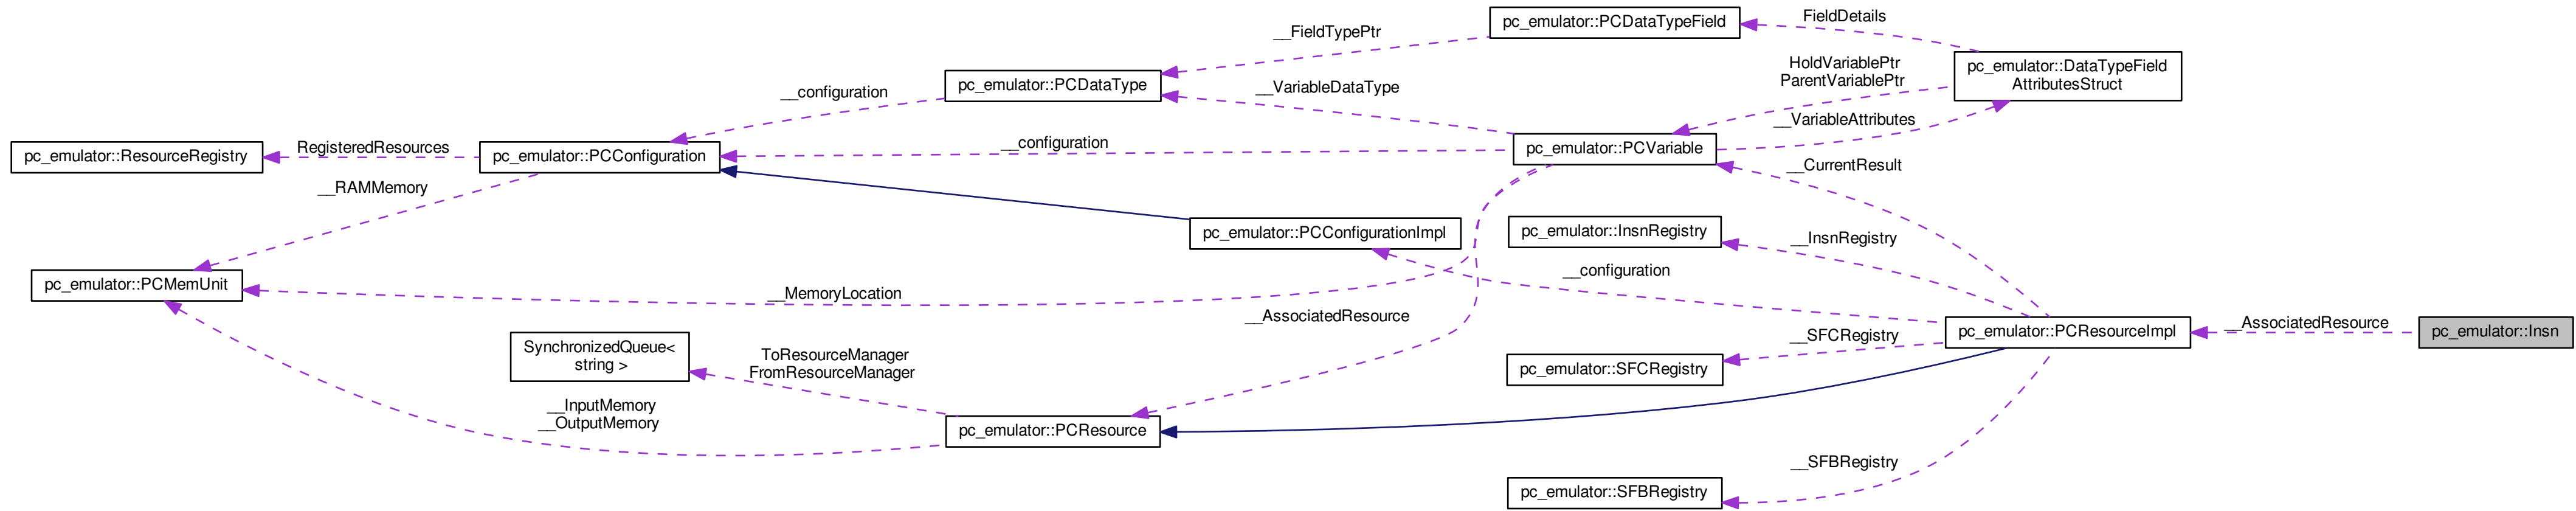 pc_emulator::PCDataTypeField
FieldDetails
__FieldTypePtr
pc_emulator::DataTypeField
AttributesStruct
HoldVariablePtr
ParentVariablePtr
pc_emulator::PCDataType
__VariableDataType
__configuration
__VariableAttributes
pc_emulator::ResourceRegistry
RegisteredResources
pc_emulator::PCConfiguration
__configuration
pc_emulator::PCVariable
__CurrentResult
__RAMMemory
pc_emulator::PCConfigurationImpl
pc_emulator::InsnRegistry
__InsnRegistry
__configuration
pc_emulator::PCMemUnit
__MemoryLocation
__AssociatedResource
pc_emulator::PCResourceImpl
__AssociatedResource
pc_emulator::Insn
__SFCRegistry
SynchronizedQueue<
string >
ToResourceManager
FromResourceManager
pc_emulator::SFCRegistry
__InputMemory
__OutputMemory
pc_emulator::PCResource
__SFBRegistry
pc_emulator::SFBRegistry